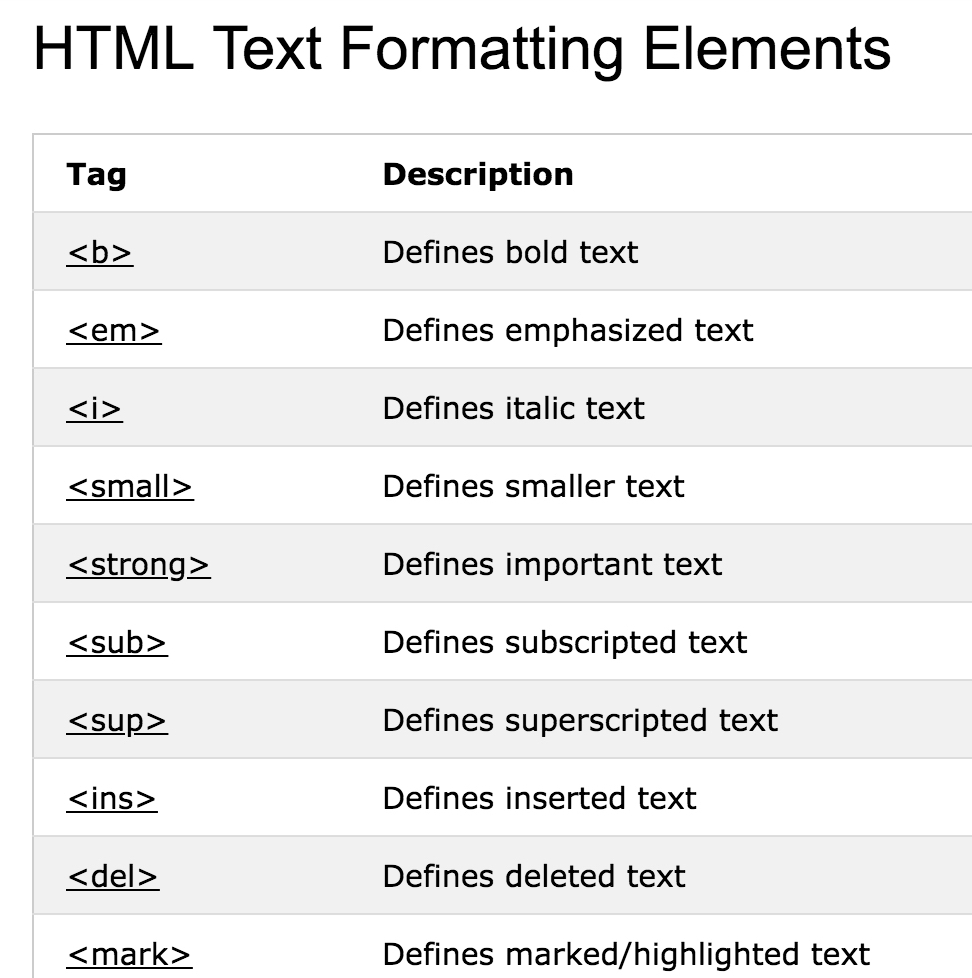 HTML Text Formatting Elements
Tag Description
<b> Defines bold text
<em> Defines emphasized text
<i> Defines italic text
<small> Defines smaller text
<strong> Defines important text
<sub> Defines subscripted text
<sup> Defines superscripted text
<ins> Defines inserted text
<del> Defines deleted text
<mark> Defines marked/highlighted text